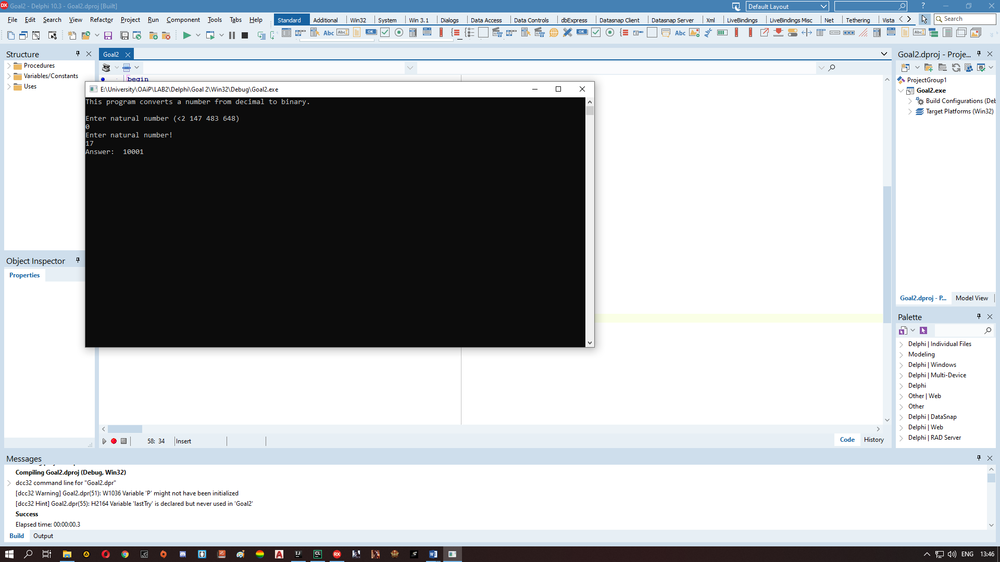 Goal2 - Delphi 10.3 - Goal2.dproj [Built]
Default Layout
?
File Edit Search View Refactor Project Run Component Tools Tabs Help
Standard Additional Win32 System Win 3.1 Dialogs Data Access Data Controls dbExpress Datasnap Client Datasnap Server Xml LiveBindings LiveBindings Misc Net Tethering Vista
Search
Structure
Procedures
Variables/Constants
Uses
Goal2
begin
E:\University\OAiP\LAB2\Delphi\Goal 2\Win32\Debug\Goal2.exe
This program converts a number from decimal to binary.
Enter natural number (<2 147 483 648)
0
Enter natural number!
17
Answer:  10001
Object Inspector
Properties
58: 34
Insert
Code
History
Goal2.dproj - Proje...
ProjectGroup1
Goal2.exe
Build Configurations (Deb
Target Platforms (Win32)
Goal2.dproj - P...
Model View
Palette
Delphi | Individual Files
Modeling
Delphi | Windows
Delphi | Multi-Device
Delphi
Other | Web
Other
Delphi | DataSnap
Delphi | Web
Delphi | RAD Server
Messages
Compiling Goal2.dproj (Debug, Win32)
dcc32 command line for "Goal2.dpr"
[dcc32 Warning] Goal2.dpr(51): W1036 Variable 'P' might not have been initialized
[dcc32 Hint] Goal2.dpr(55): H2164 Variable 'lastTry' is declared but never used in 'Goal2'
Success
Elapsed time: 00:00:00.3
Build
Output
ENG
13:46